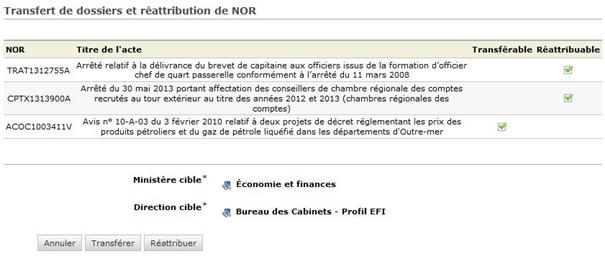 Transfert de dossiers et réattribution de NOR
NOR Titre de l'acte Transférable Réattribuable
TRAT1312755A Arrêté relatif à la délivrance du brevet de capitaine aux officiers issus de la formation d'officier
chef de quart passerelle conformément à l'arrêté du 11 mars 2008
CPTX1313900A Arrêté du 30 mai 2013 portant affectation des conseillers de chambre régionale des comptes
recrutés au tour extérieur au titre des années 2012 et 2013 (chambres régionales des
comptes)
ACOC1003411V Avis n° 10-A-03 du 3 février 2010 relatif à deux projets de décret réglementant les prix des
produits pétroliers et du gaz de pétrole liquéfié dans les départements d'Outre-mer
Ministère cible* Économie et finances
Direction cible* Bureau des Cabinets - Profil EFI
Annuler Transférer Réattribuer